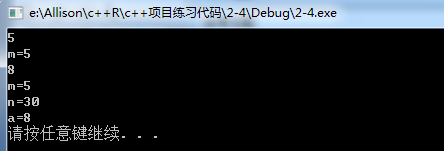 e:\Allison\c++R\c++项目练习代码\2-4\Debug\2-4.exe
5
m=5
8
m=5
n=30
a=8
请按任意键继续. . .